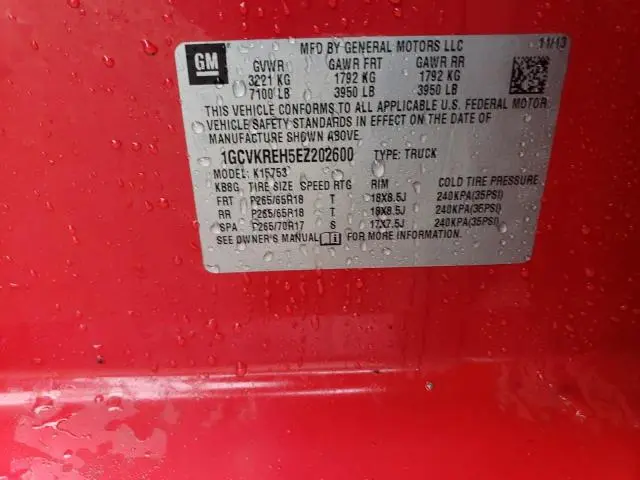 GM
MFD BY GENERAL MOTORS LLC 11/13
GVWR GAWR FRT GAWR RR
3221 KG 1792 KG 1792 KG
7100 LB 3950 LB 3950 LB
THIS VEHICLE CONFORMS TO ALL APPLICABLE U.S. FEDERAL MOTOR
VEHICLE SAFETY STANDARDS IN EFFECT ON THE DATE OF
MANUFACTURE SHOWN ABOVE.
1GCVKREH5EZ202600 TYPE: TRUCK
MODEL: K15753
KB8G TIRE SIZE SPEED RTG RIM COLD TIRE PRESSURE
FRT P265/65R18 T 18X8.5J 240KPA(35PSI)
RR P265/65R18 T 18X8.5J 240KPA(35PSI)
SPA P265/70R17 S 17X7.5J 240KPA(35PSI)
SEE OWNER'S MANUAL FOR MORE INFORMATION.